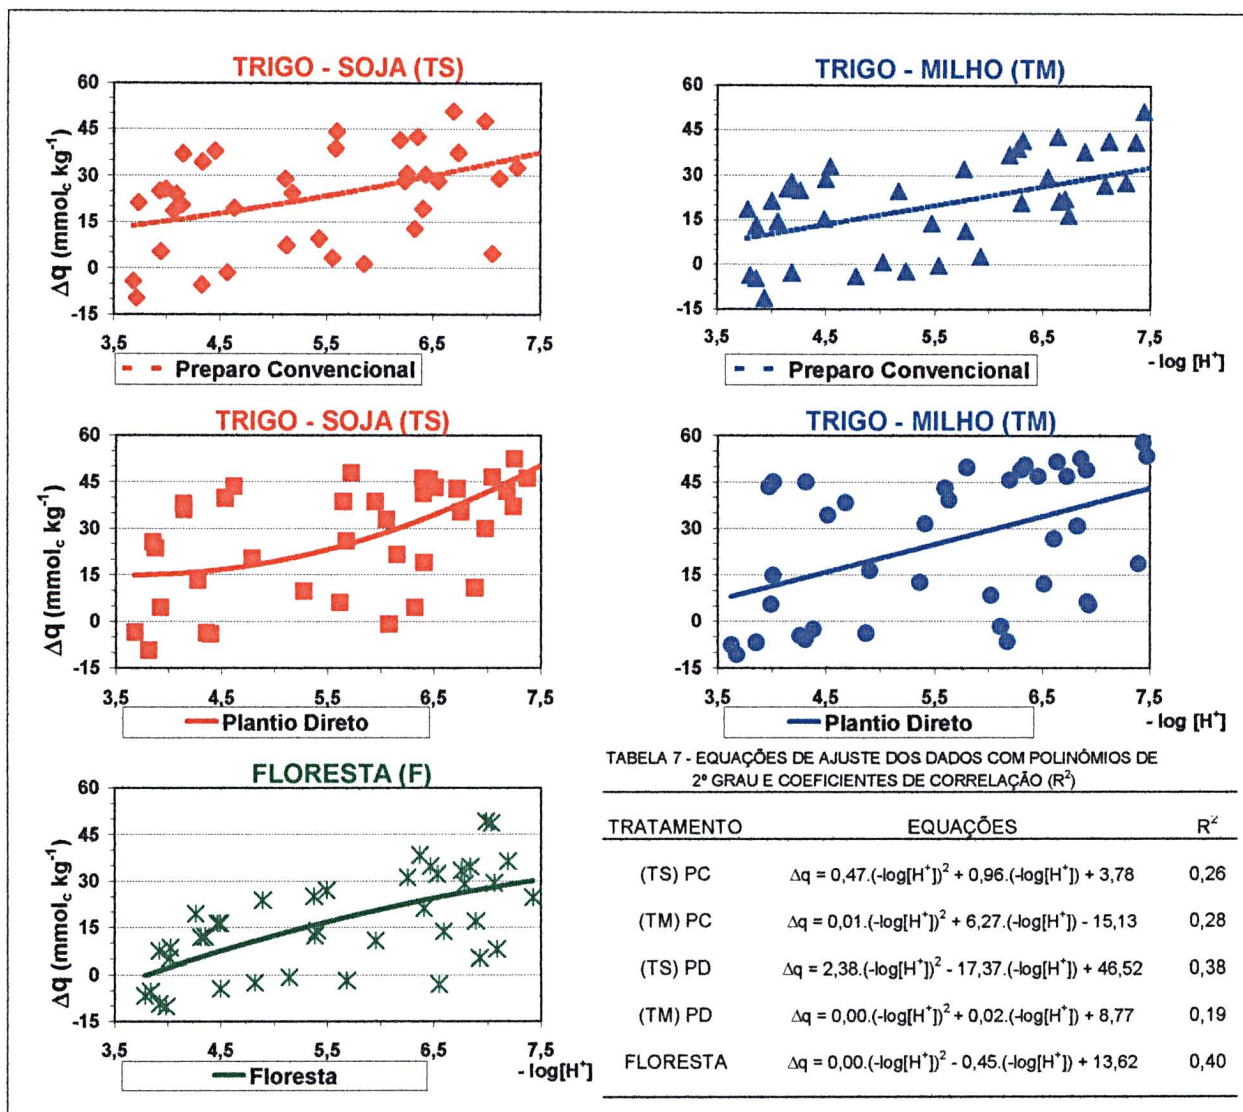 TRIGO - SOJA (TS)
60
45
30
15
0
-15
Δq (mmolc kg-1)
3,5 4,5 5,5 6,5 7,5
Preparo Convencional
TRIGO - MILHO (TM)
60
45
30
15
0
-15
3,5 4,5 5,5 6,5 7,5
Preparo Convencional
- log [H+]
TRIGO - SOJA (TS)
60
45
30
15
0
-15
Δq (mmolc kg-1)
3,5 4,5 5,5 6,5 7,5
Plantio Direto
TRIGO - MILHO (TM)
60
45
30
15
0
-15
3,5 4,5 5,5 6,5 7,5
Plantio Direto
- log [H+]
FLORESTA (F)
60
45
30
15
0
-15
Δq (mmolc kg-1)
3,5 4,5 5,5 6,5 7,5
Floresta
- log[H+]
TABELA 7 - EQUAÇÕES DE AJUSTE DOS DADOS COM POLINÔMIOS DE
2º GRAU E COEFICIENTES DE CORRELAÇÃO (R2)
TRATAMENTO EQUAÇÕES R2
(TS) PC Δq = 0,47.(-log[H+])2 + 0,96.(-log[H+]) + 3,78 0,26
(TM) PC Δq = 0,01.(-log[H+])2 + 6,27.(-log[H+]) - 15,13 0,28
(TS) PD Δq = 2,38.(-log[H+])2 - 17,37.(-log[H+]) + 46,52 0,38
(TM) PD Δq = 0,00.(-log[H+])2 + 0,02.(-log[H+]) + 8,77 0,19
FLORESTA Δq = 0,00.(-log[H+])2 - 0,45.(-log[H+]) + 13,62 0,40